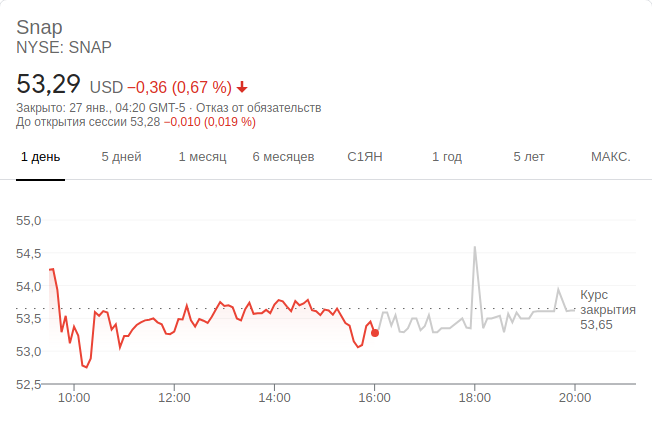 Snap
NYSE: SNAP
53,29 USD −0,36 (0,67 %)
Закрыто: 27 янв., 04:20 GMT-5 · Отказ от обязательств
До открытия сессии 53,28 −0,010 (0,019 %)
1 день 5 дней 1 месяц 6 месяцев С1ЯН 1 год 5 лет МАКС.
55,0
54,5
54,0
53,5
53,0
52,5
Курс
закрытия
53,65
10:00 12:00 14:00 16:00 18:00 20:00